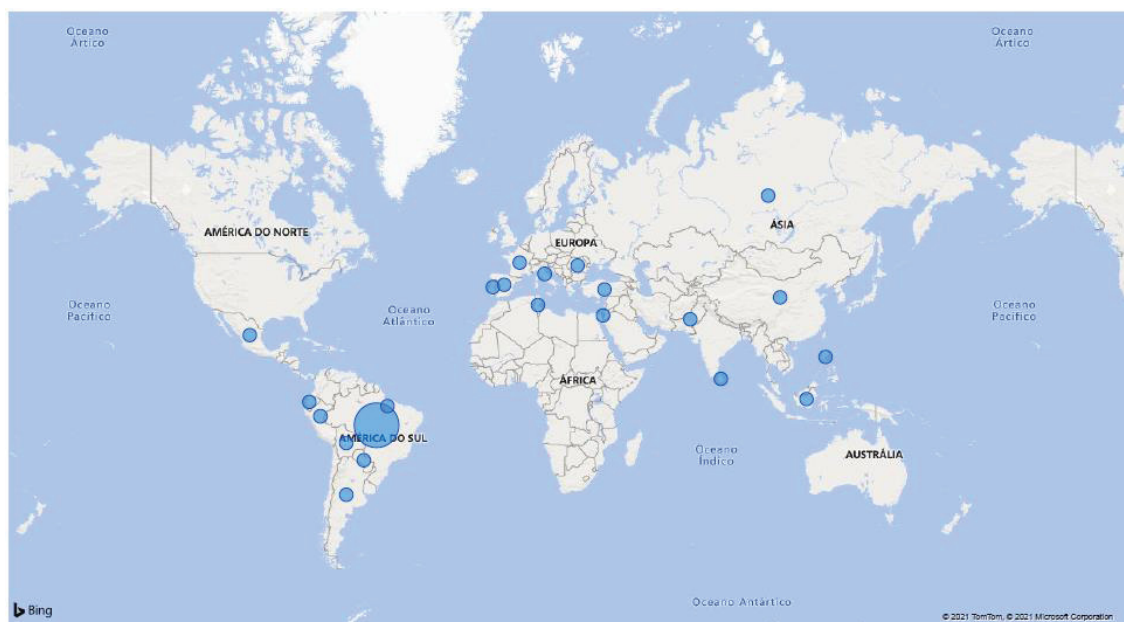 Oceano
Ártico
Oceano
Ártico
AMÉRICA DO NORTE
EUROPA
ÁSIA
Oceano
Pacífico
Oceano
Atlântico
Oceano
Pacífico
ÁFRICA
AMÉRICA DO SUL
Oceano
Índico
AUSTRÁLIA
Oceano Antártico
Bing
© 2021 TomTom, © 2021 Microsoft Corporation